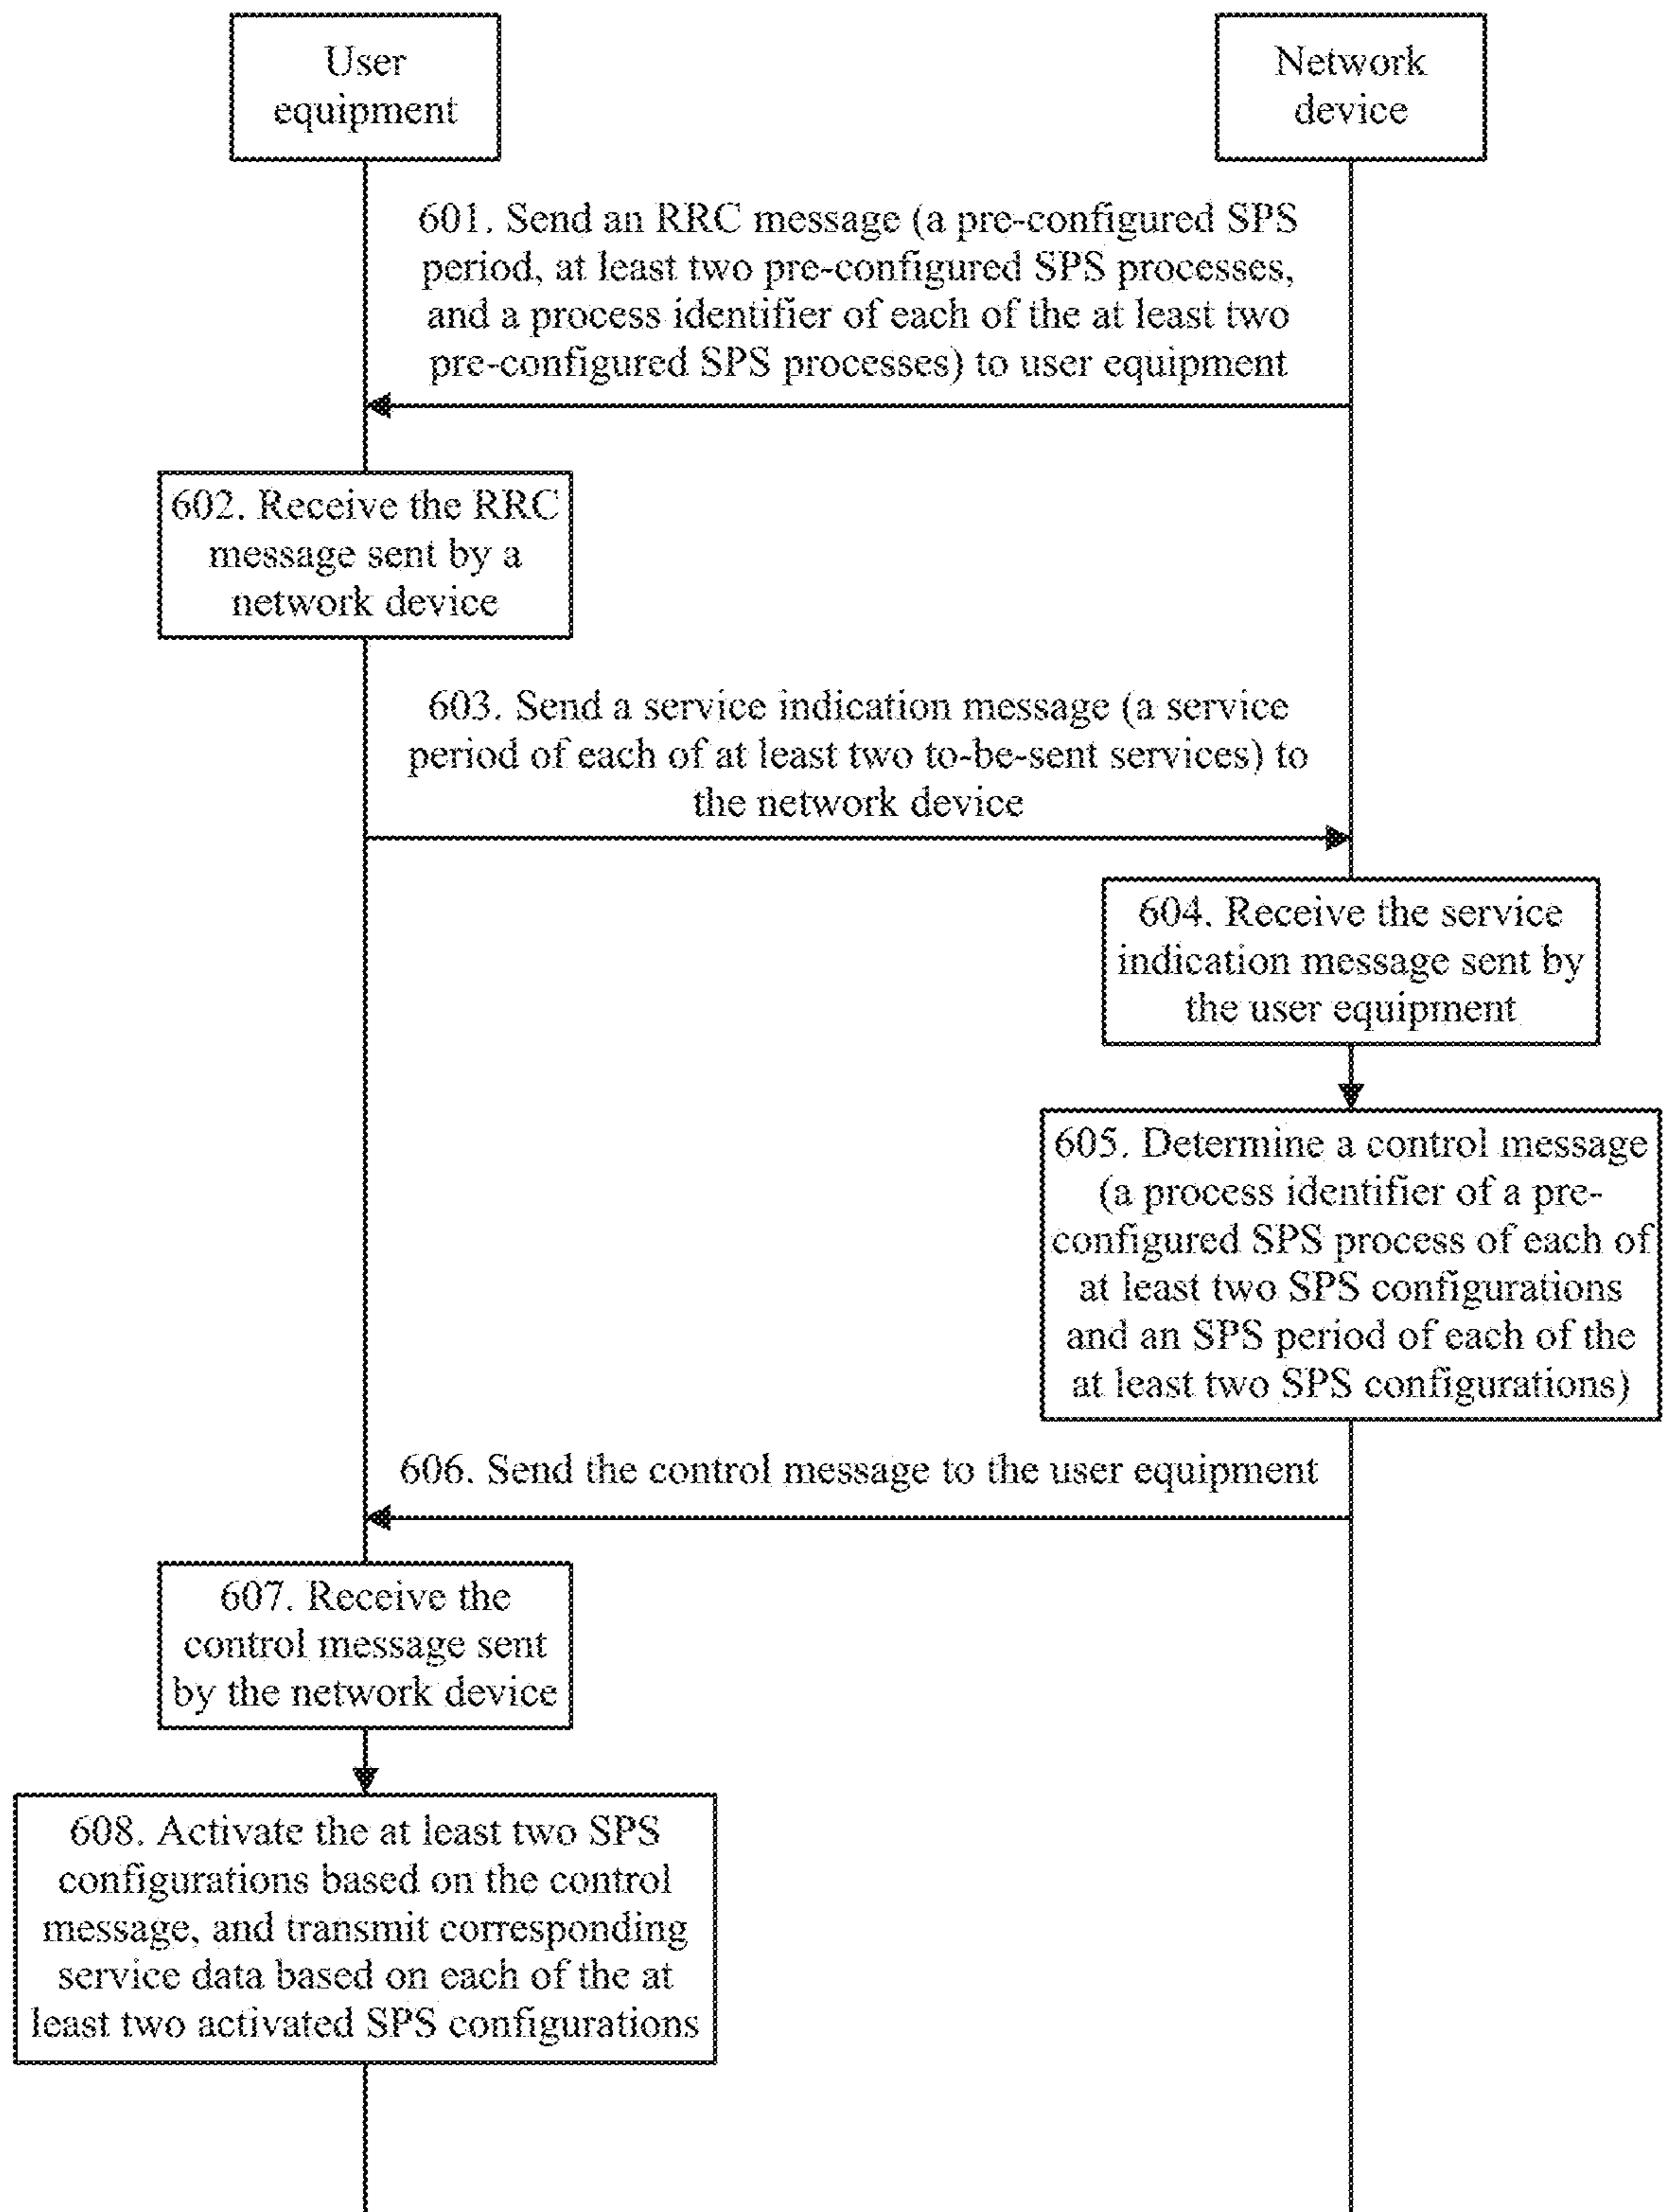 User
equipment
Network
device
601. Send an RRC message (a pre-configured SPS
period, at least two pre-configured SPS processes,
and a process identifier of each of the at least two
pre-configured SPS processes) to user equipment
602. Receive the RRC
message sent by a
network device
603. Send a service indication message (a service
period of each of at least two to-be-sent services) to
the network device
604. Receive the service
indication message sent by
the user equipment
605. Determine a control message
(a process identifier of a pre-
configured SPS process of each of
at least two SPS configurations
and an SPS period of each of the
at least two SPS configurations)
606. Send the control message to the user equipment
607. Receive the
control message sent
by the network device
608. Activate the at least two SPS
configurations based on the control
message, and transmit corresponding
service data based on each of the at
least two activated SPS configurations